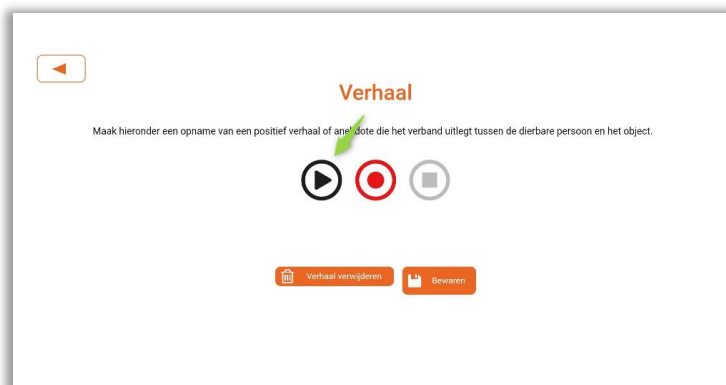 Verhaal
Maak hieronder een opname van een positief verhaal of anekdote die het verband uitlegt tussen de dierbare persoon en het object.
Verhaal verwijderen
Bewaren